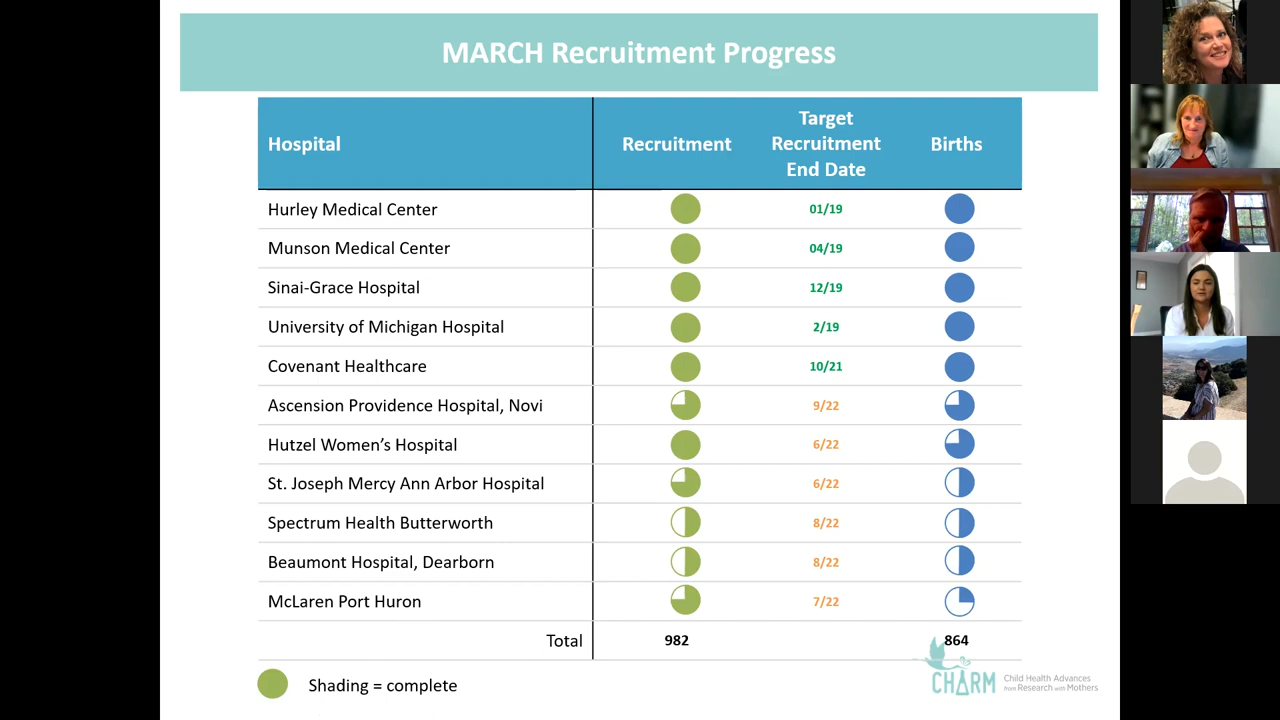 MARCH Recruitment Progress
Hospital
Recruitment
Target
Recruitment
End Date
Births
Hurley Medical Center 01/19
Munson Medical Center 04/19
Sinai-Grace Hospital 12/19
University of Michigan Hospital 2/19
Covenant Healthcare 10/21
Ascension Providence Hospital, Novi 9/22
Hutzel Women's Hospital 6/22
St. Joseph Mercy Ann Arbor Hospital 6/22
Spectrum Health Butterworth 8/22
Beaumont Hospital, Dearborn 8/22
McLaren Port Huron 7/22
Total 982 864
Shading = complete
CHARM
Child Health Advances
from Research with Mothers